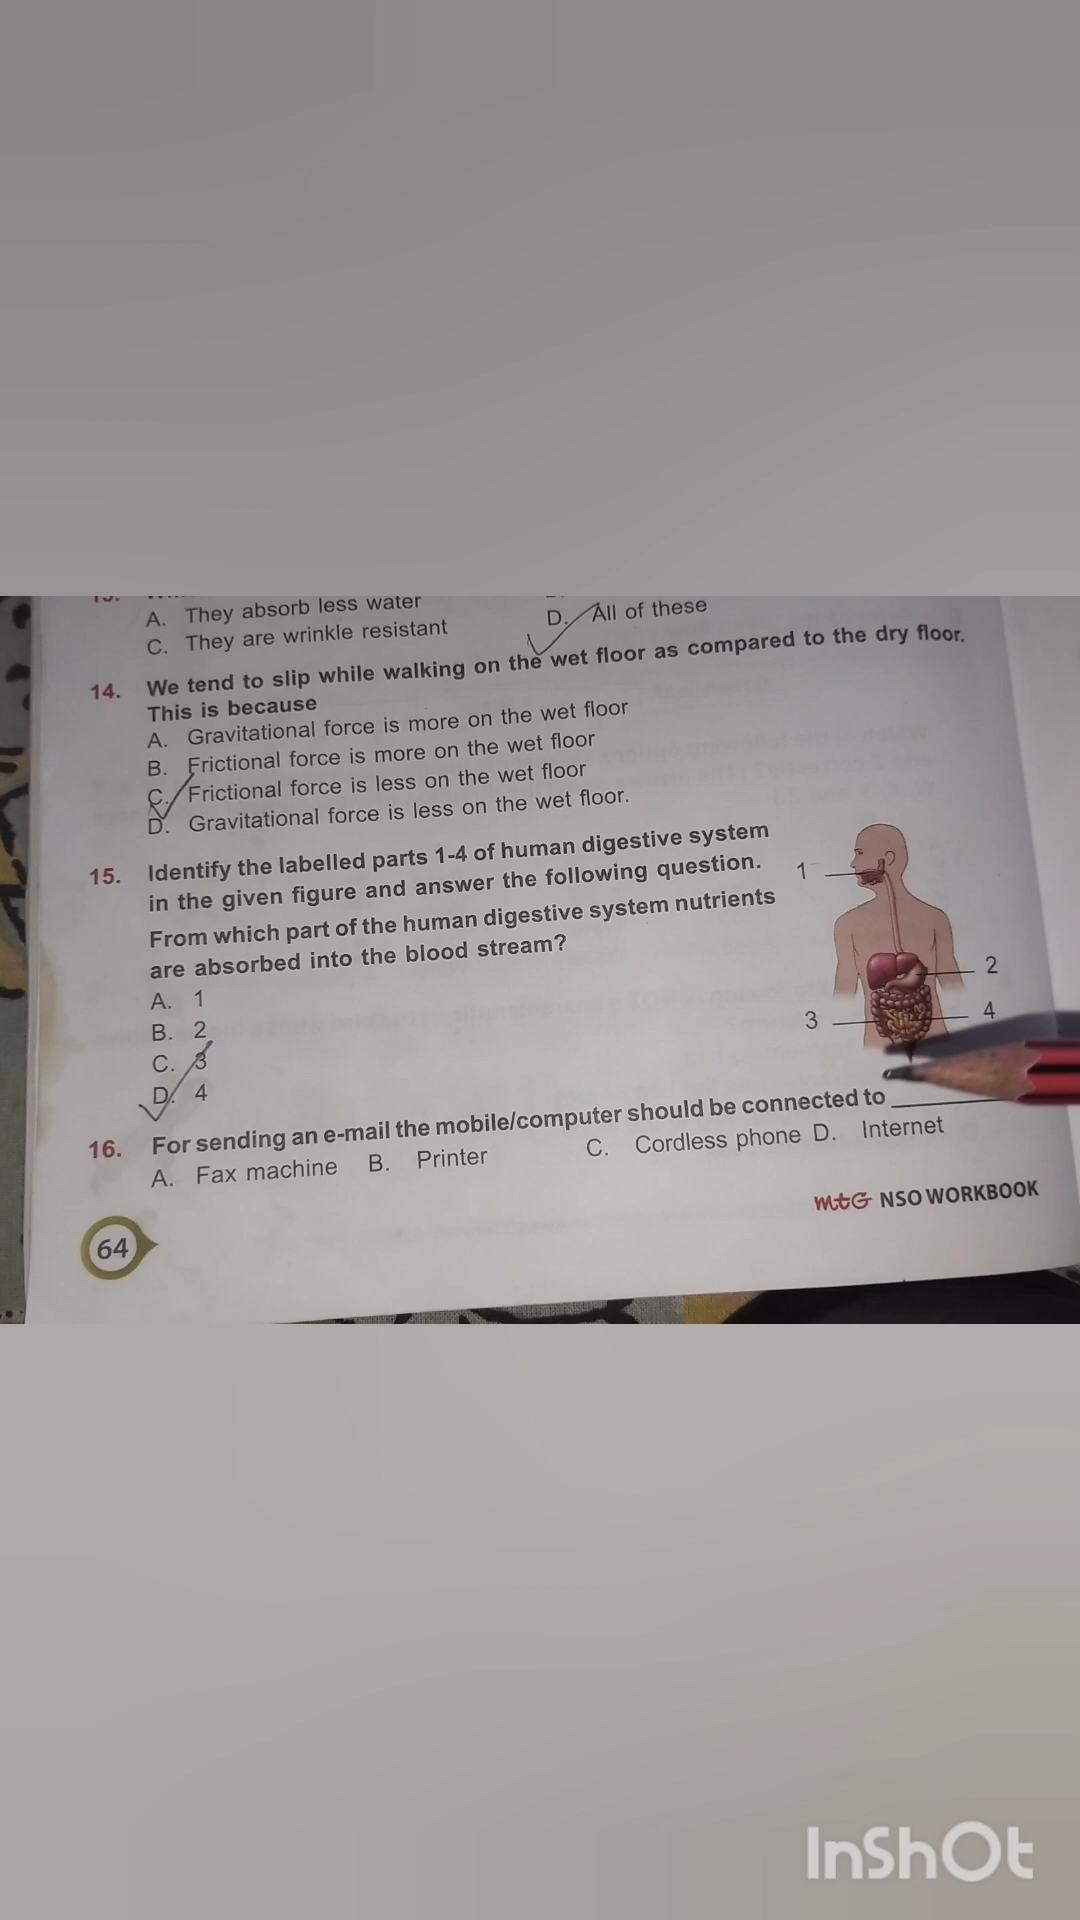 A. They absorb less water
C. They are wrinkle resistant D. All of these
14. We tend to slip while walking on the wet floor as compared to the dry floor.
This is because
A. Gravitational force is more on the wet floor
B. Frictional force is more on the wet floor
C. Frictional force is less on the wet floor
D. Gravitational force is less on the wet floor.
15. Identify the labelled parts 1-4 of human digestive system
in the given figure and answer the following question.
From which part of the human digestive system nutrients
are absorbed into the blood stream?
A. 1
B. 2
C. 3
D. 4
1
2
3
4
16. For sending an e-mail the mobile/computer should be connected to ________
A. Fax machine B. Printer C. Cordless phone D. Internet
mtG NSO WORKBOOK
64
InShOt